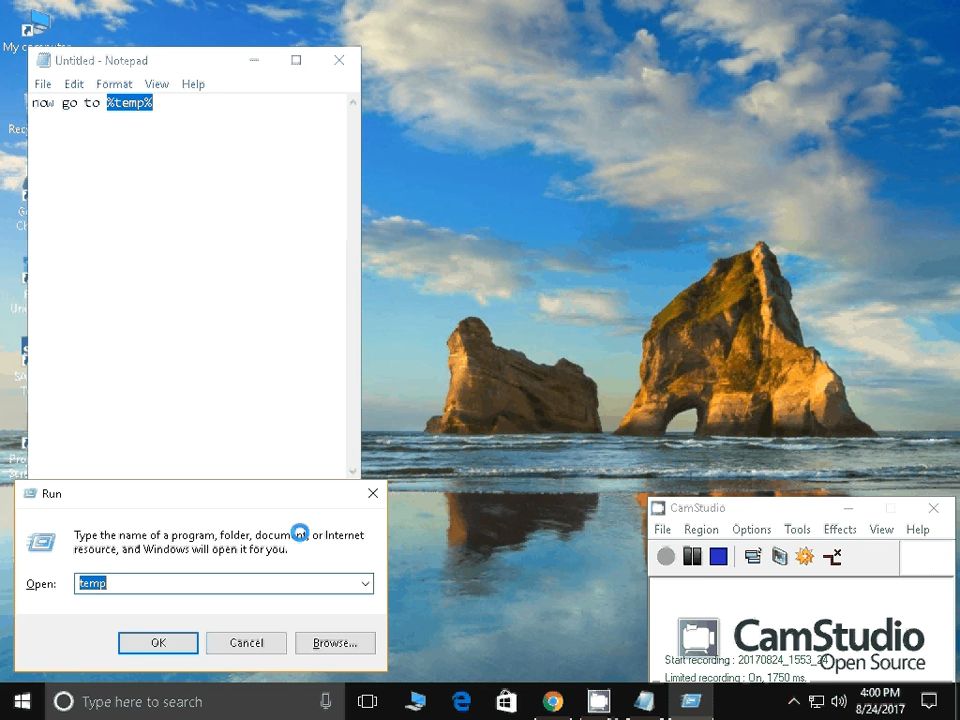 My computer
Untitled - Notepad
File Edit Format View Help
now go to %temp%
Run
Type the name of a program, folder, document, or Internet
resource, and Windows will open it for you.
Open: temp
OK Cancel Browse...
CamStudio
File Region Options Tools Effects View Help
CamStudio
Open Source
Start recording : 20170824_1553_24
Limited recording : On, 1750 ms.
Type here to search
4:00 PM
8/24/2017